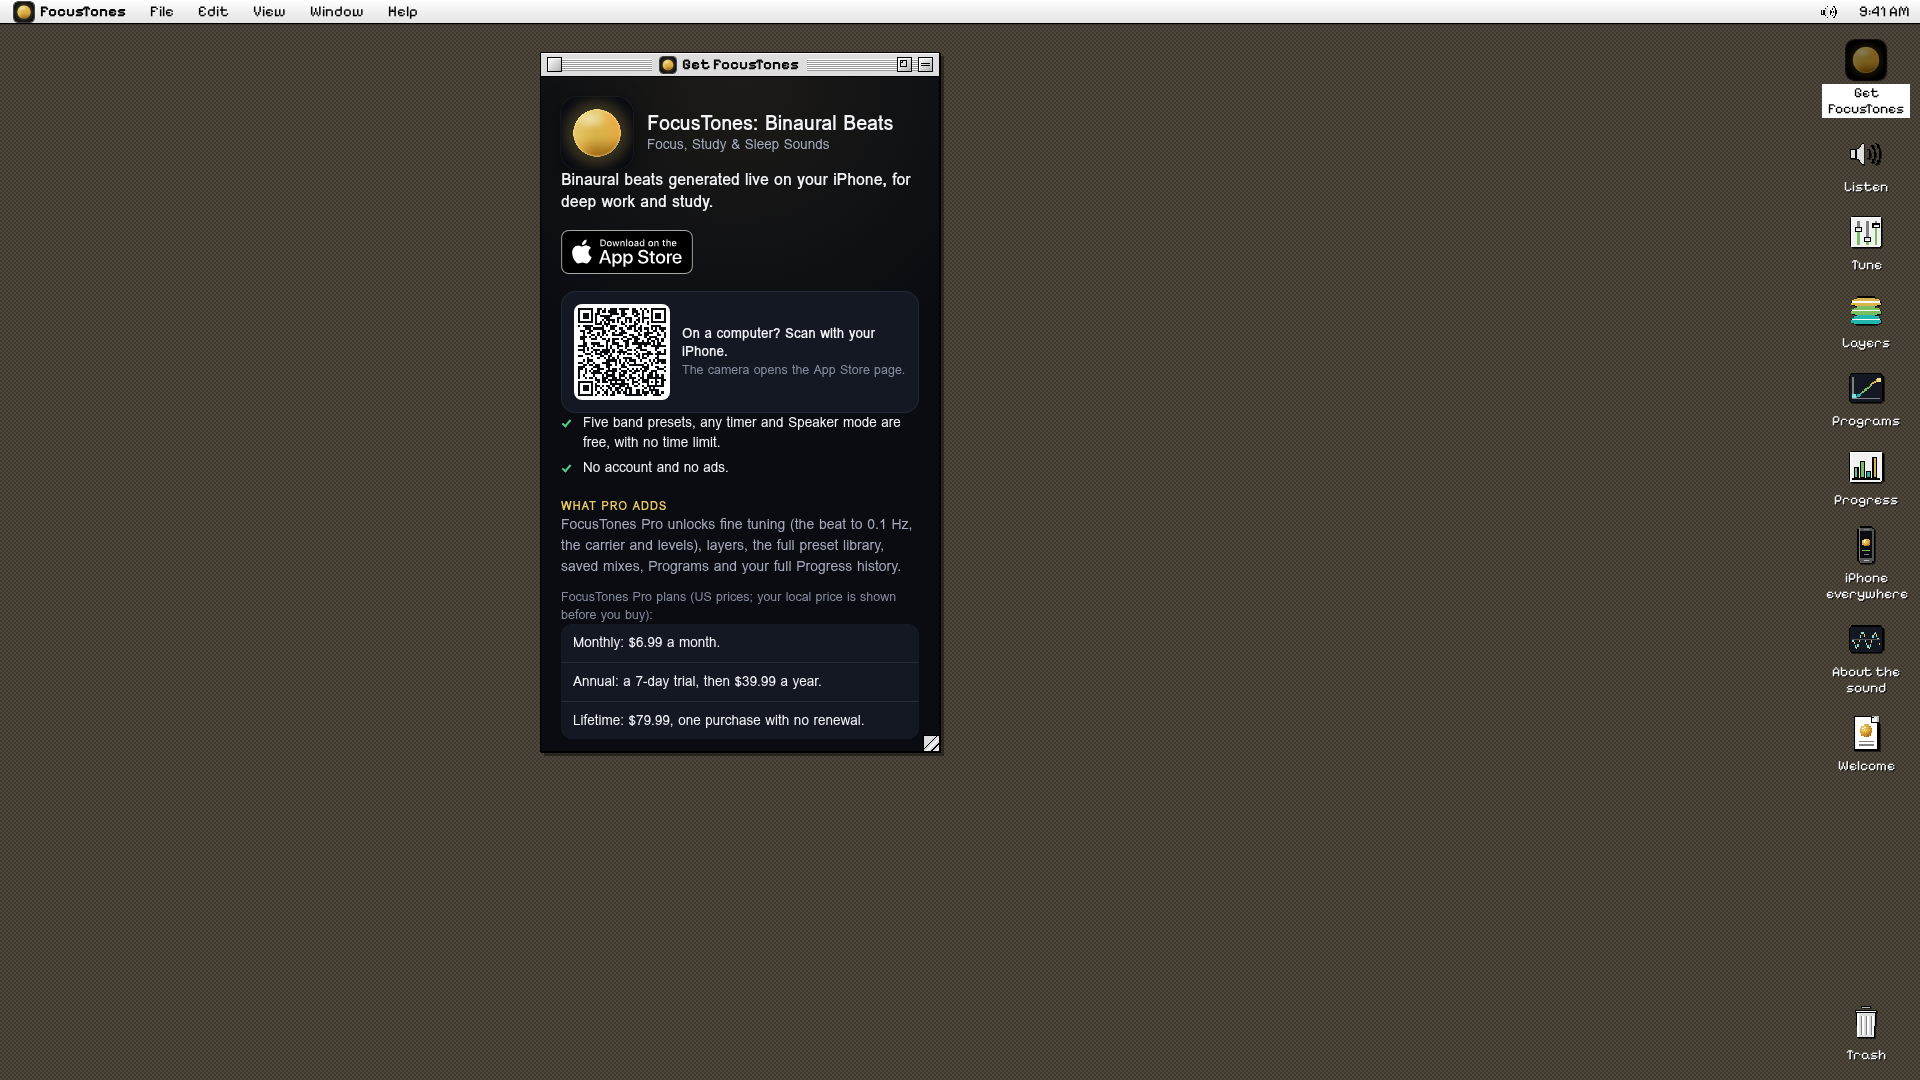 FocusTones File Edit View Window Help 9:41 AM
Get FocusTones
FocusTones: Binaural Beats
Focus, Study & Sleep Sounds
Binaural beats generated live on your iPhone, for
deep work and study.
Download on the
App Store
On a computer? Scan with your
iPhone.
The camera opens the App Store page.
Five band presets, any timer and Speaker mode are
free, with no time limit.
No account and no ads.
WHAT PRO ADDS
FocusTones Pro unlocks fine tuning (the beat to 0.1 Hz,
the carrier and levels), layers, the full preset library,
saved mixes, Programs and your full Progress history.
FocusTones Pro plans (US prices; your local price is shown
before you buy):
Monthly: $6.99 a month.
Annual: a 7-day trial, then $39.99 a year.
Lifetime: $79.99, one purchase with no renewal.
Get
FocusTones
Listen
Tune
Layers
Programs
Progress
iPhone
everywhere
About the
sound
Welcome
Trash